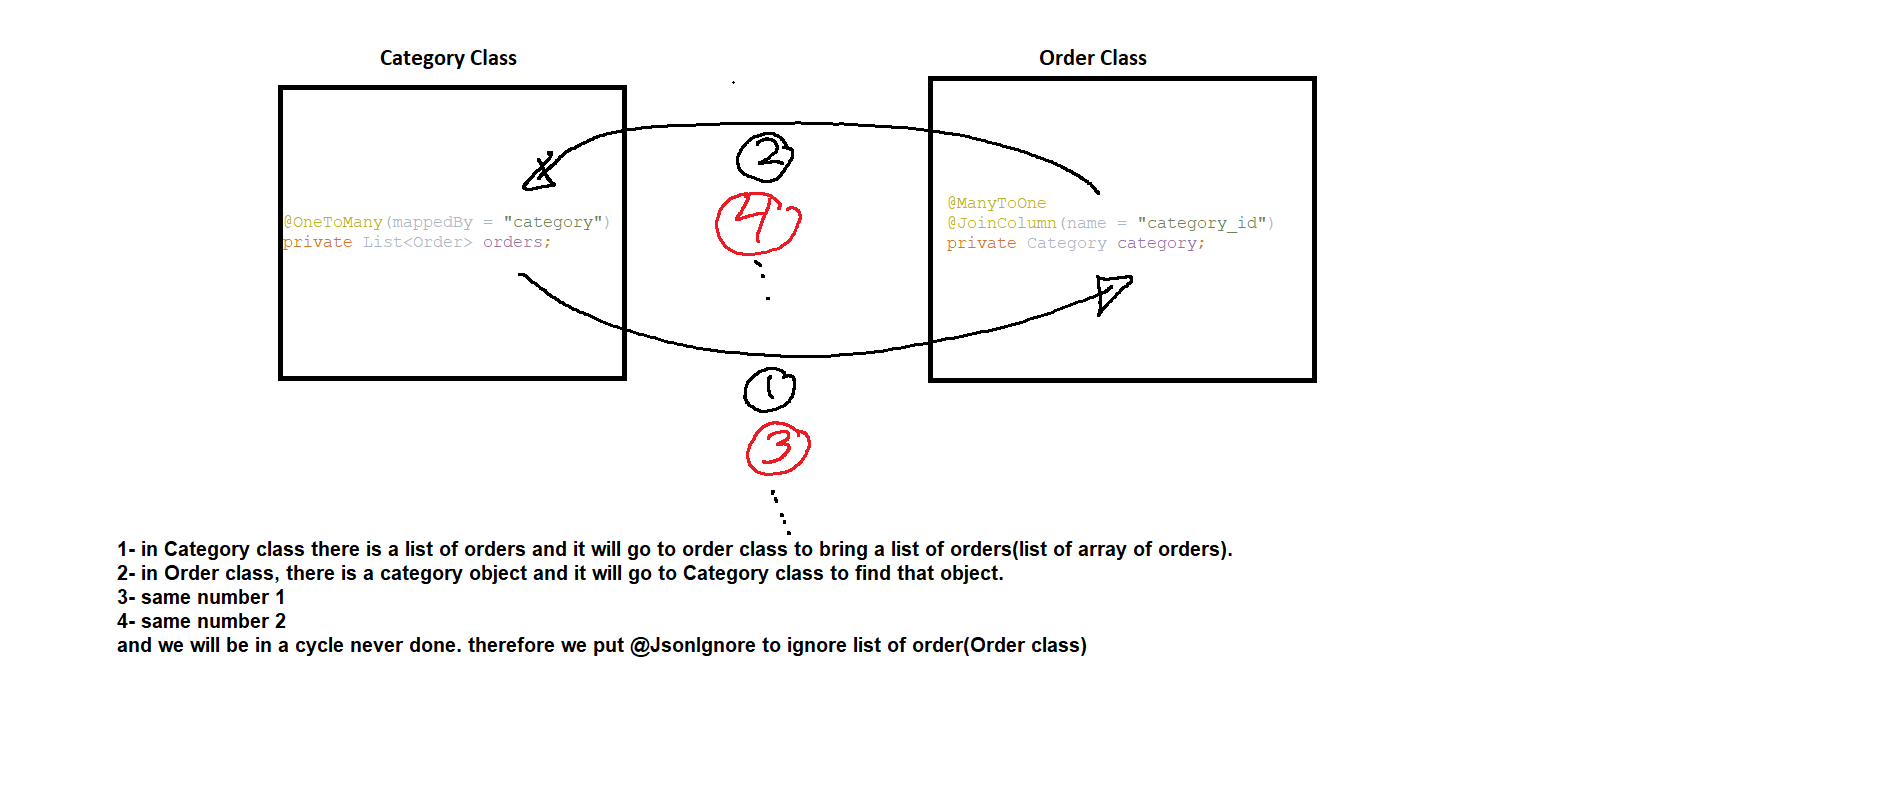 Category Class
Order Class
2
4
@OneToMany(mappedBy = "category")
private List<Order> orders;
@ManyToOne
@JoinColumn(name = "category_id")
private Category category;
1
3
1- in Category class there is a list of orders and it will go to order class to bring a list of orders(list of array of orders).
2- in Order class, there is a category object and it will go to Category class to find that object.
3- same number 1
4- same number 2
and we will be in a cycle never done. therefore we put @JsonIgnore to ignore list of order(Order class)